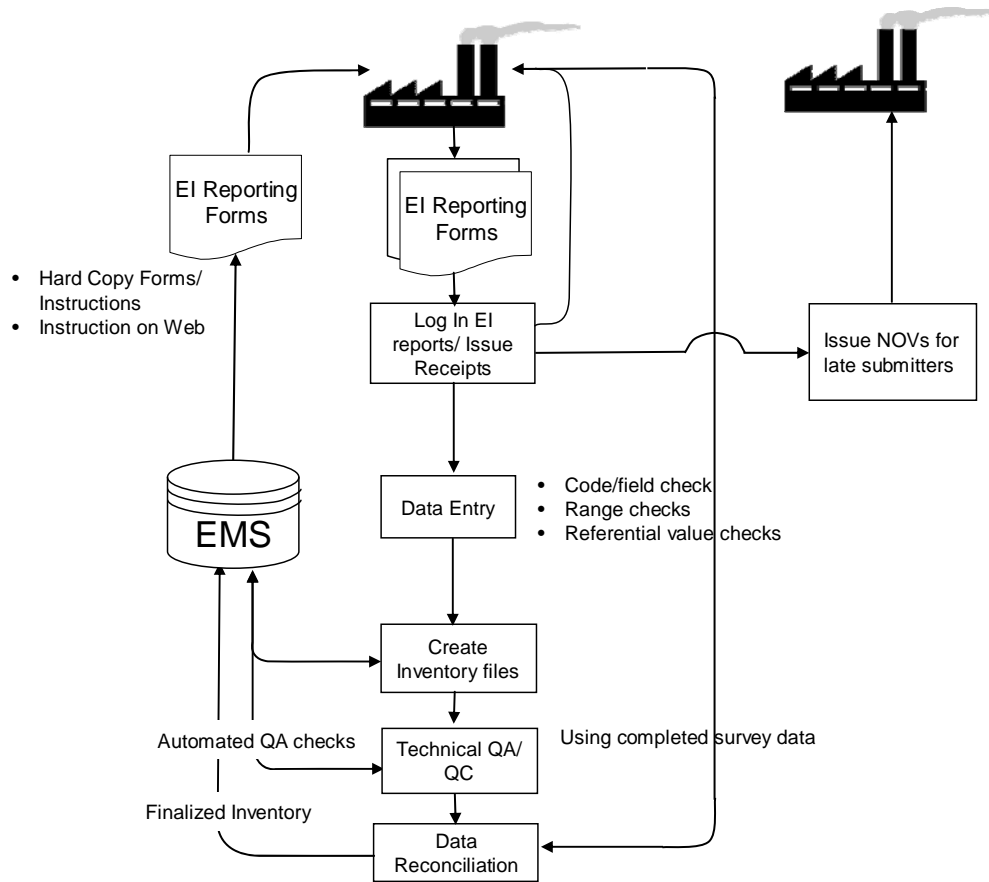 EI Reporting
Forms
EI Reporting
Forms
• Hard Copy Forms/
Instructions
• Instruction on Web
Log In EI
reports/ Issue
Receipts
Issue NOVs for
late submitters
EMS
Data Entry
• Code/field check
• Range checks
• Referential value checks
Create
Inventory files
Automated QA checks
Technical QA/
QC
Using completed survey data
Finalized Inventory
Data
Reconciliation